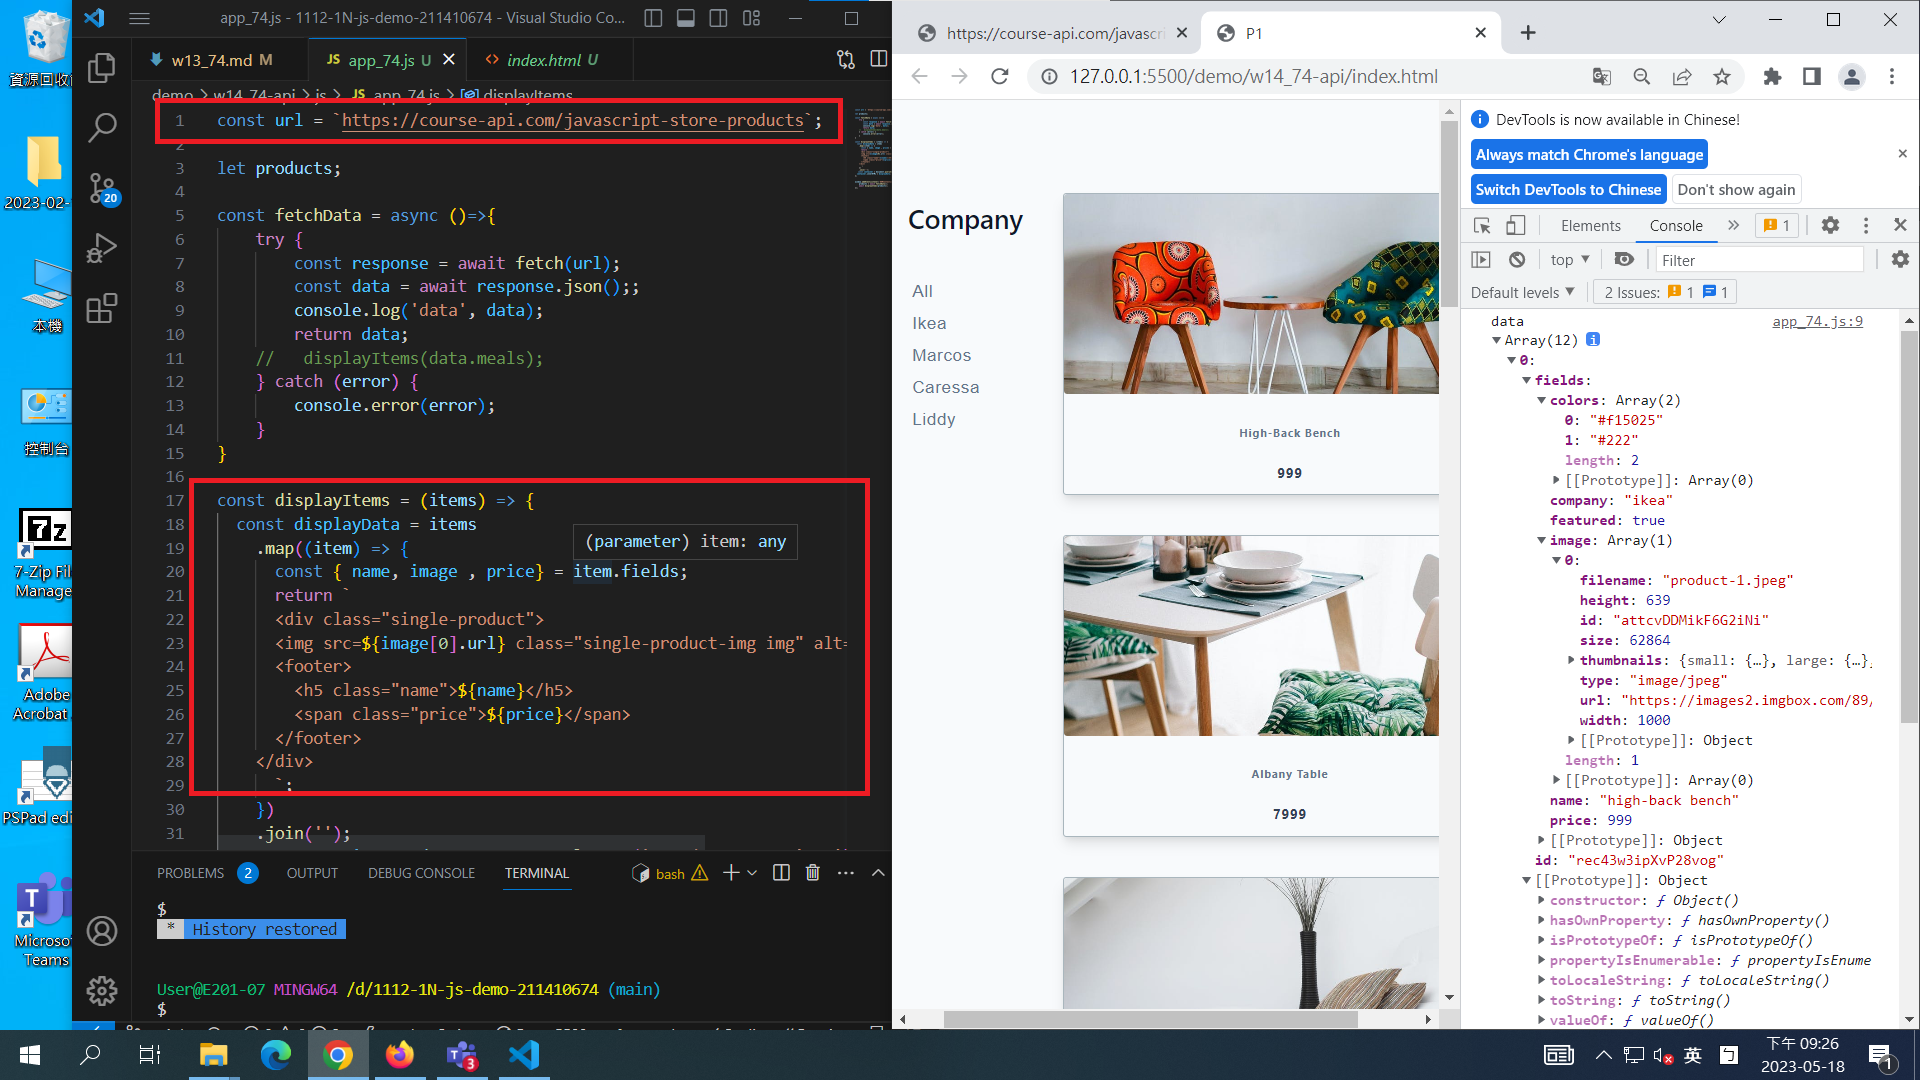 資源回收
2023-02-
本機
控制台
7-Zip Fil
Manage
Adobe
Acrobat
PSPad edi
Microso
Teams
app_74.js - 1112-1N-js-demo-211410674 - Visual Studio Co...
w13_74.md M
JS app_74.js U
index.html U
demo > w14_74-api > js > JS app_74.js > displayItems
20
1 const url = `https://course-api.com/javascript-store-products`;
2
3 let products;
4
5 const fetchData = async ()=>{
6 try {
7 const response = await fetch(url);
8 const data = await response.json();;
9 console.log('data', data);
10 return data;
11 // displayItems(data.meals);
12 } catch (error) {
13 console.error(error);
14 }
15 }
16
17 const displayItems = (items) => {
18 const displayData = items
(parameter) item: any
19 .map((item) => {
20 const { name, image , price} = item.fields;
21 return `
22 <div class="single-product">
23 <img src=${image[0].url} class="single-product-img img" alt=
24 <footer>
25 <h5 class="name">${name}</h5>
26 <span class="price">${price}</span>
27 </footer>
28 </div>
29 `;
30 })
31 .join('');
PROBLEMS 2 OUTPUT DEBUG CONSOLE TERMINAL bash
$
* History restored
User@E201-07 MINGW64 /d/1112-1N-js-demo-211410674 (main)
$
https://course-api.com/javascri
P1
127.0.0.1:5500/demo/w14_74-api/index.html
Company
All
Ikea
Marcos
Caressa
Liddy
High-Back Bench
999
Albany Table
7999
DevTools is now available in Chinese!
Always match Chrome's language
Switch DevTools to Chinese Don't show again
Elements Console » 1
top Filter
Default levels 2 Issues: 1 1
data app_74.js:9
Array(12) i
0:
fields:
colors: Array(2)
0: "#f15025"
1: "#222"
length: 2
[[Prototype]]: Array(0)
company: "ikea"
featured: true
image: Array(1)
0:
filename: "product-1.jpeg"
height: 639
id: "attcvDDMikF6G2iNi"
size: 62864
thumbnails: {small: {…}, large: {…},
type: "image/jpeg"
url: "https://images2.imgbox.com/89/
width: 1000
[[Prototype]]: Object
length: 1
[[Prototype]]: Array(0)
name: "high-back bench"
price: 999
[[Prototype]]: Object
id: "rec43w3ipXvP28vog"
[[Prototype]]: Object
constructor: ƒ Object()
hasOwnProperty: ƒ hasOwnProperty()
isPrototypeOf: ƒ isPrototypeOf()
propertyIsEnumerable: ƒ propertyIsEnume
toLocaleString: ƒ toLocaleString()
toString: ƒ toString()
valueOf: ƒ valueOf()
3
英
下午 09:26
2023-05-18
1